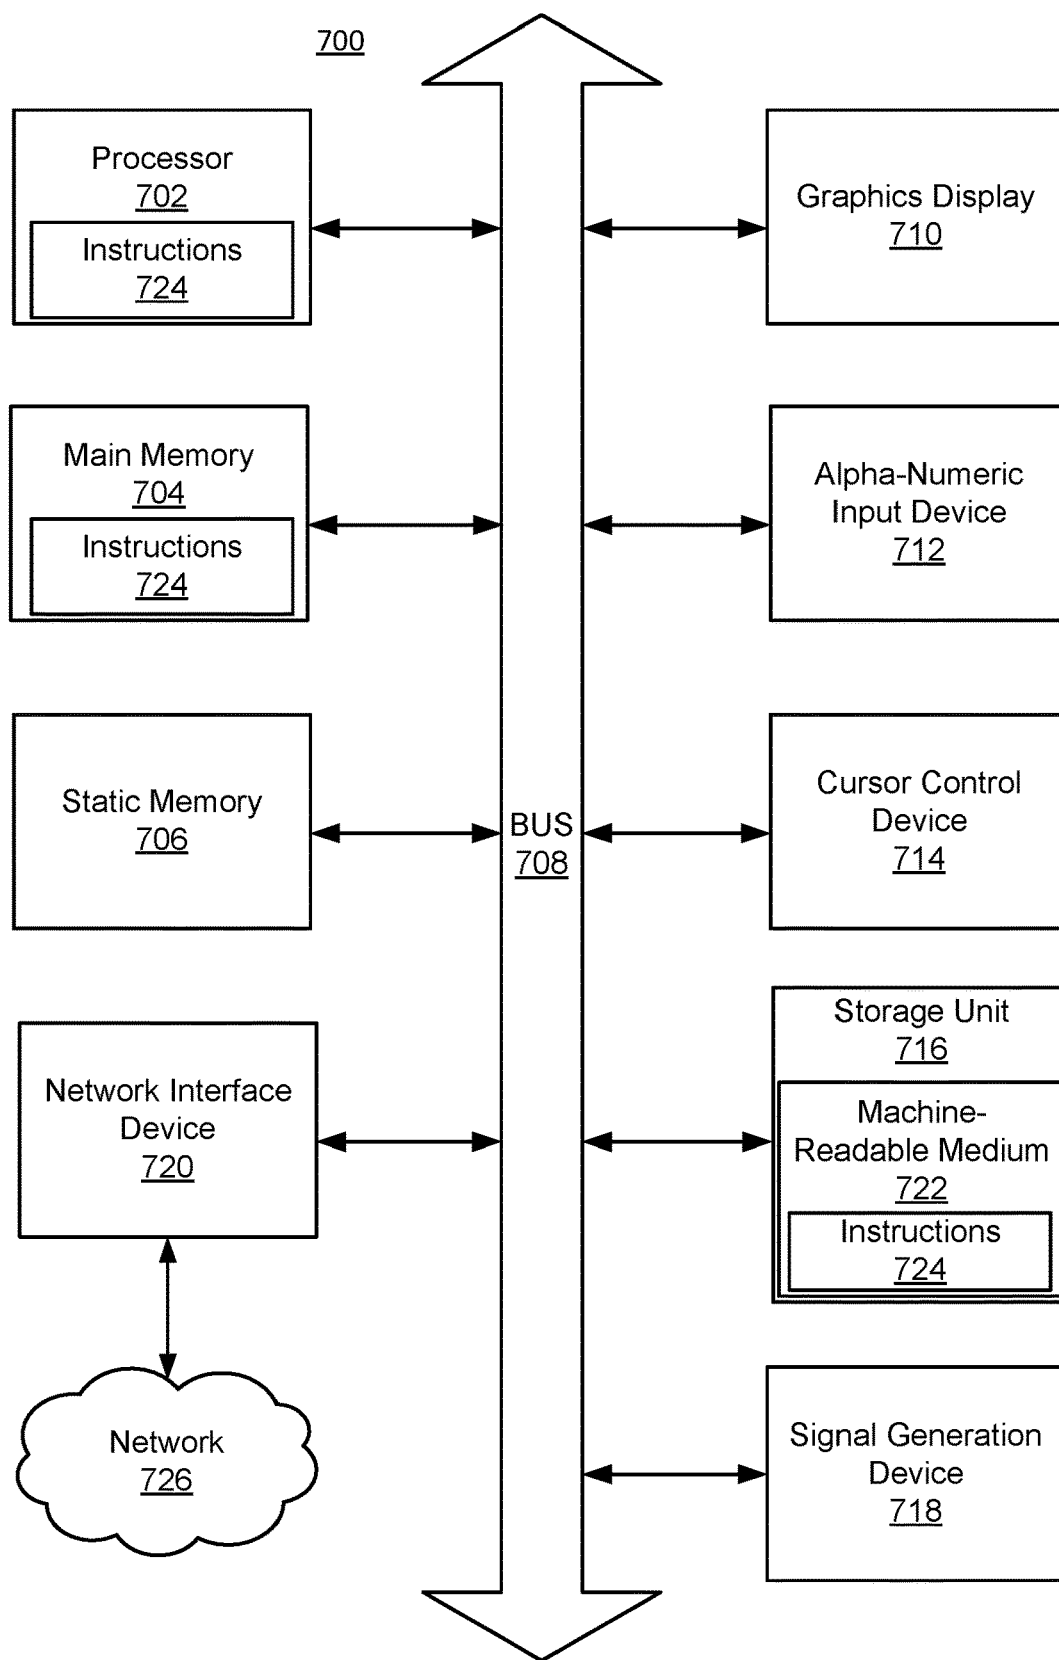 700
Processor
702
Instructions
724
Main Memory
704
Instructions
724
Static Memory
706
Network Interface
Device
720
Network
726
BUS
708
Graphics Display
710
Alpha-Numeric
Input Device
712
Cursor Control
Device
714
Storage Unit
716
Machine-
Readable Medium
722
Instructions
724
Signal Generation
Device
718